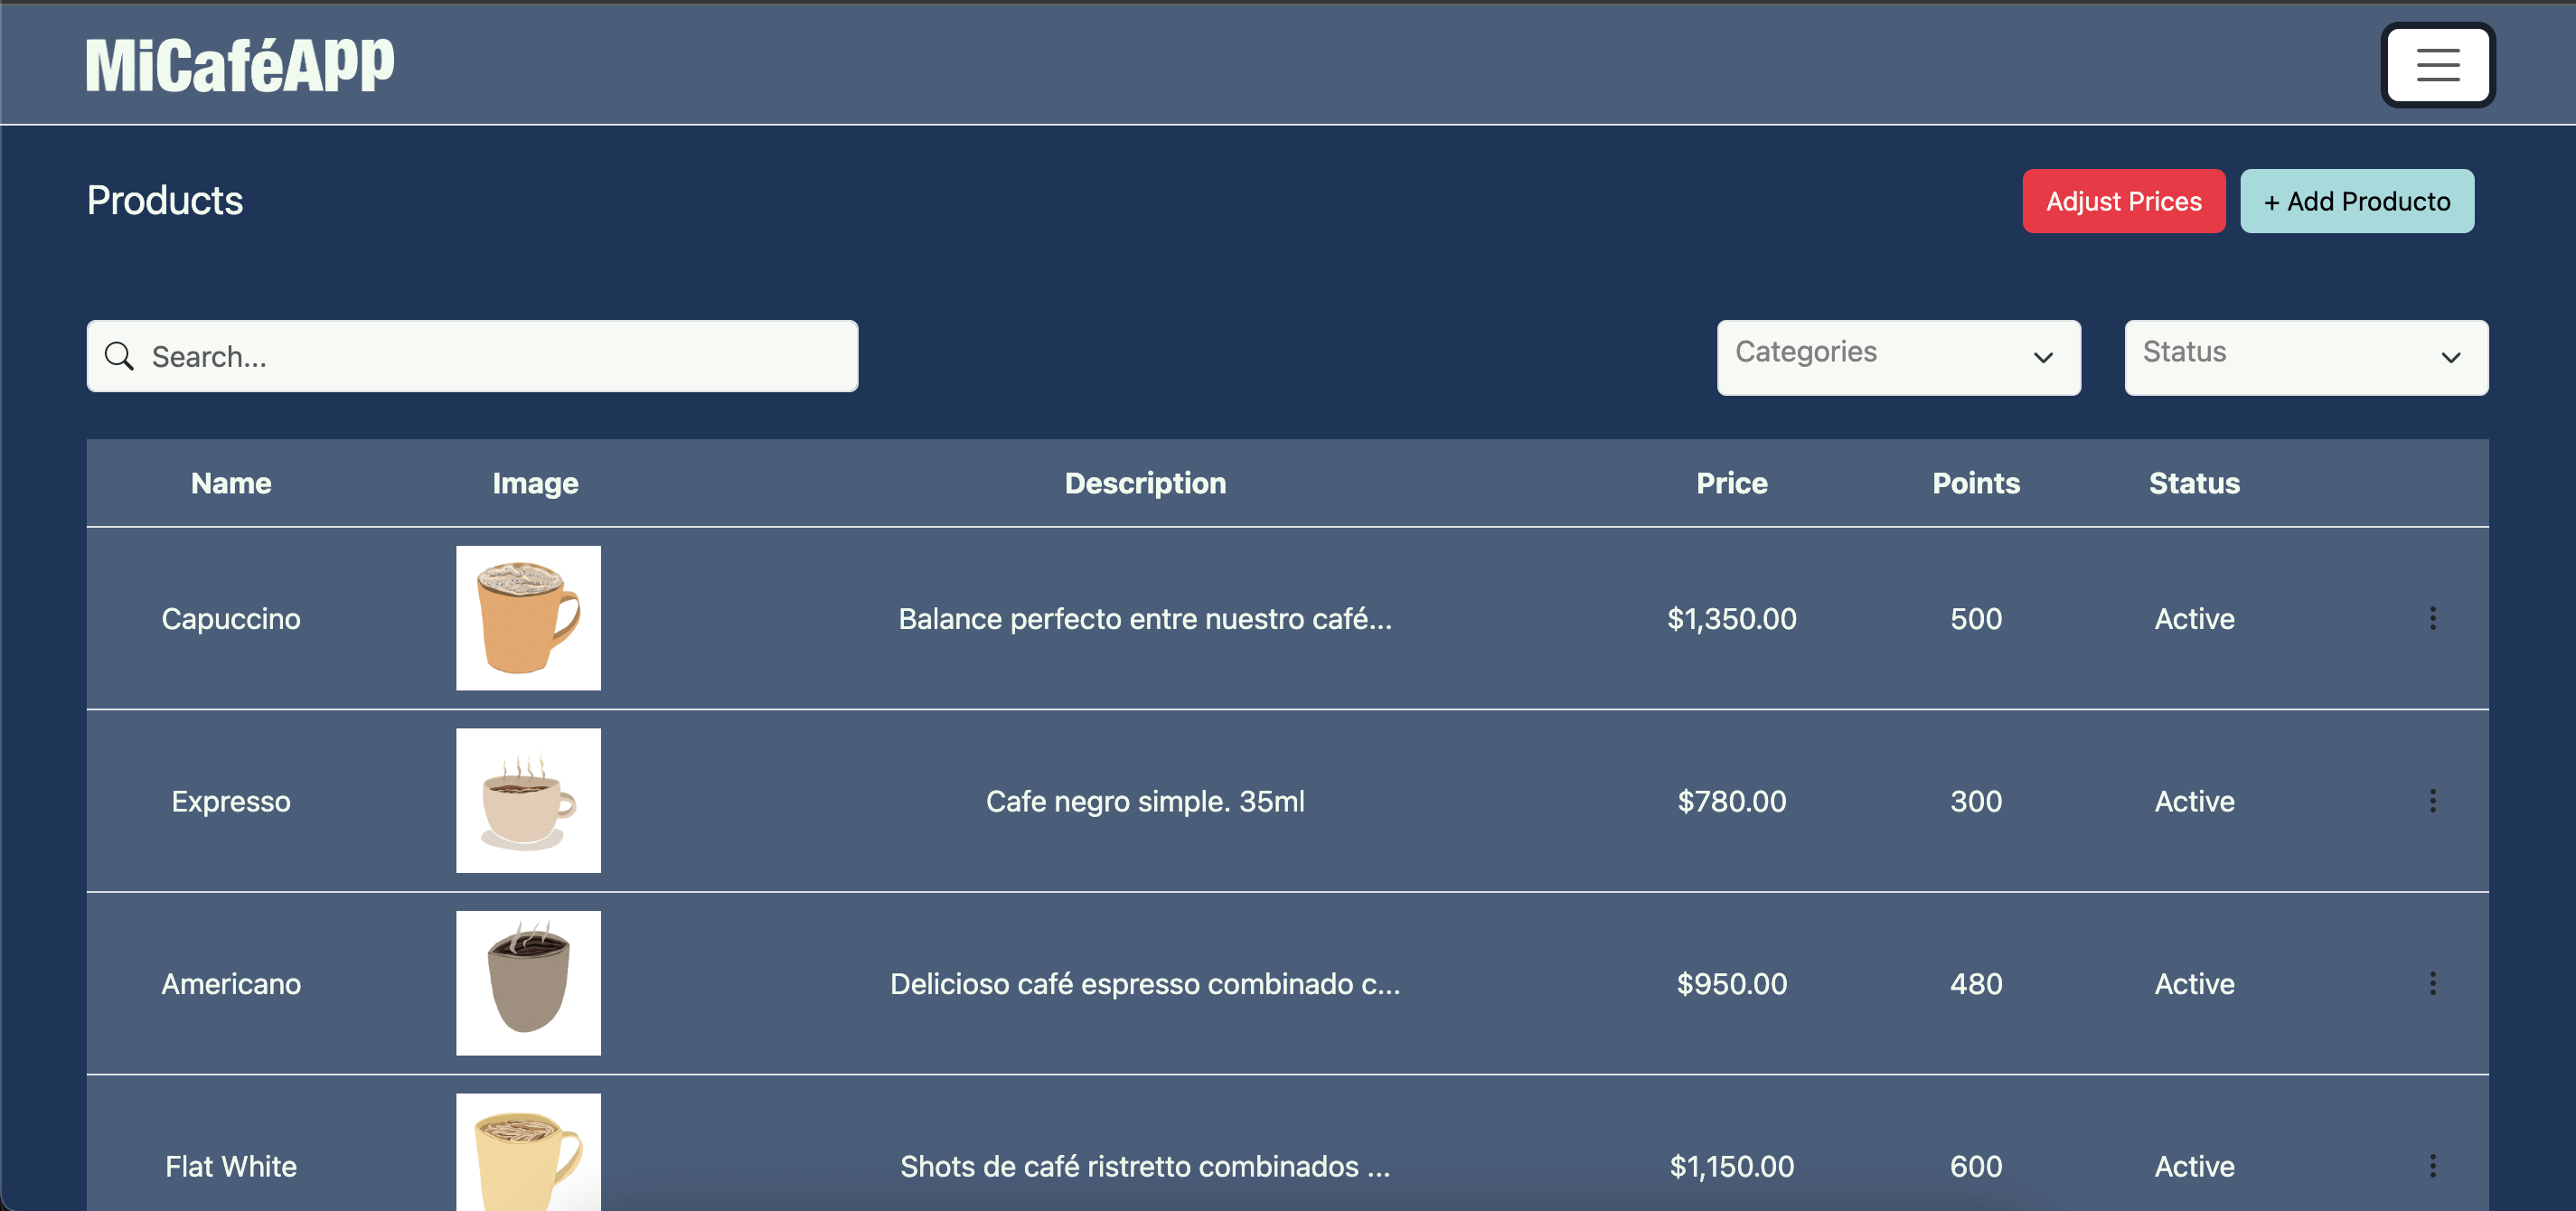 MiCaféApp
Products
Adjust Prices
+ Add Producto
Search...
Categories
Status
Name Image Description Price Points Status
Capuccino Balance perfecto entre nuestro café... $1,350.00 500 Active
Expresso Cafe negro simple. 35ml $780.00 300 Active
Americano Delicioso café espresso combinado c... $950.00 480 Active
Flat White Shots de café ristretto combinados ... $1,150.00 600 Active